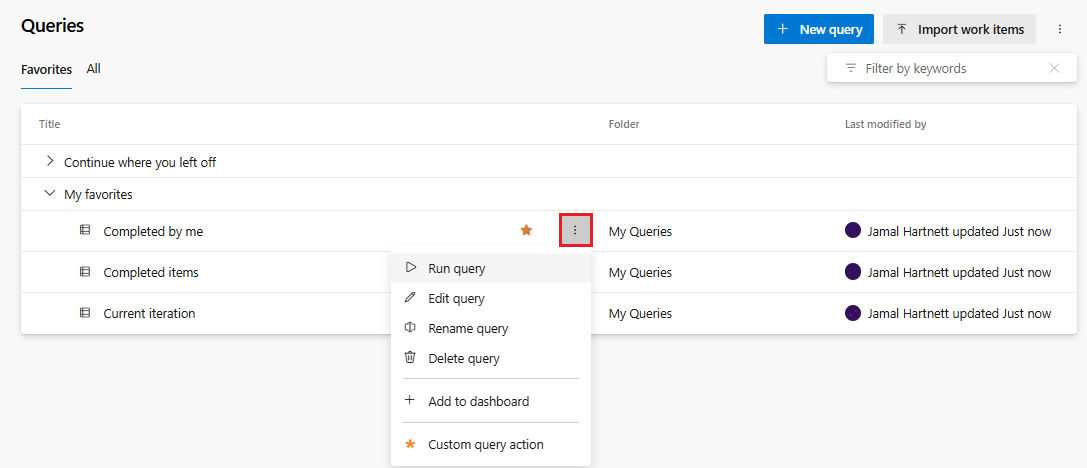 Queries
New query
Import work items
Favorites All
Filter by keywords
Title Folder Last modified by
Continue where you left off
My favorites
Completed by me My Queries Jamal Hartnett updated Just now
Completed items My Queries Jamal Hartnett updated Just now
Current iteration My Queries Jamal Hartnett updated Just now
Run query
Edit query
Rename query
Delete query
Add to dashboard
Custom query action